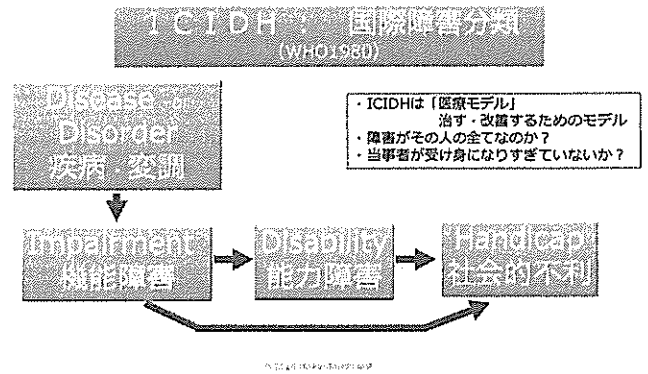 ICIDH : 国際障害分類
(WHO1980)
Disease or
Disorder
疾病・変調
・ICIDHは「医療モデル」
治す・改善するためのモデル
・障害がその人の全てなのか？
・当事者が受け身になりすぎていないか？
Impairment
機能障害
Disability
能力障害
Handicap
社会的不利